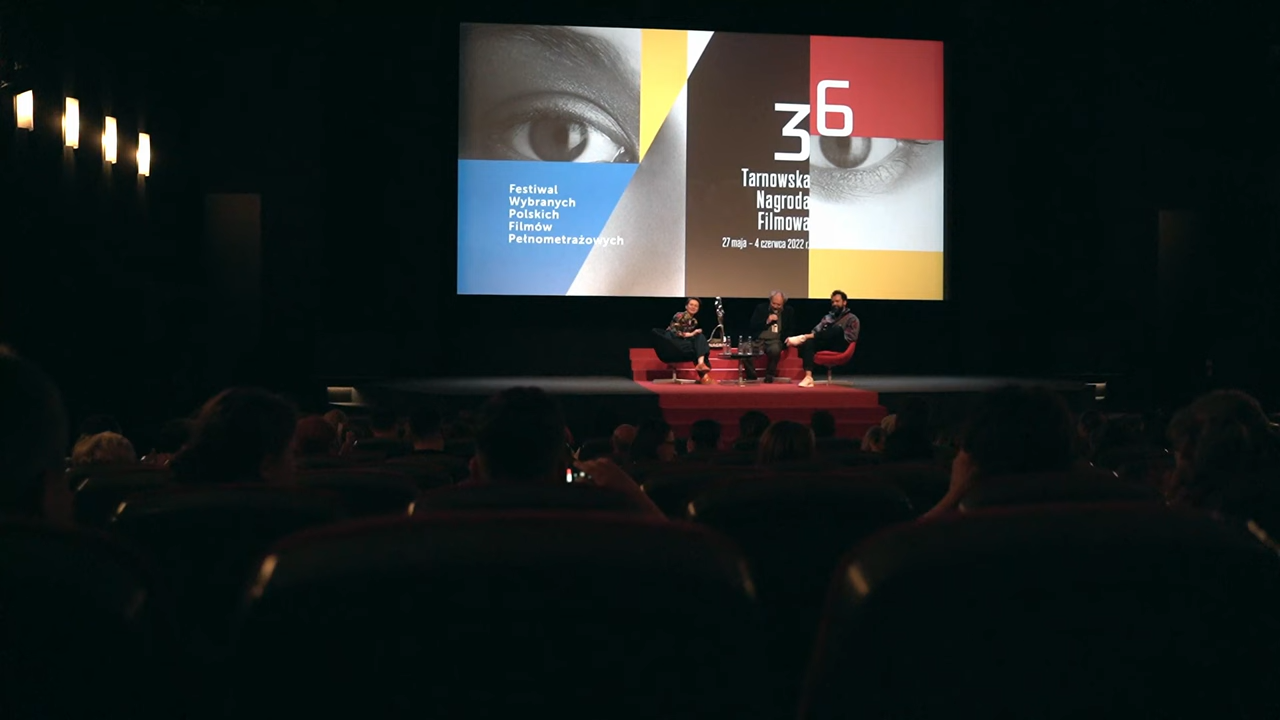 Festiwal
Wybranych
Polskich
Filmów
Pełnometrażowych
36
Tarnowska
Nagroda
Filmowa
27 maja – 4 czerwca 2022 r.